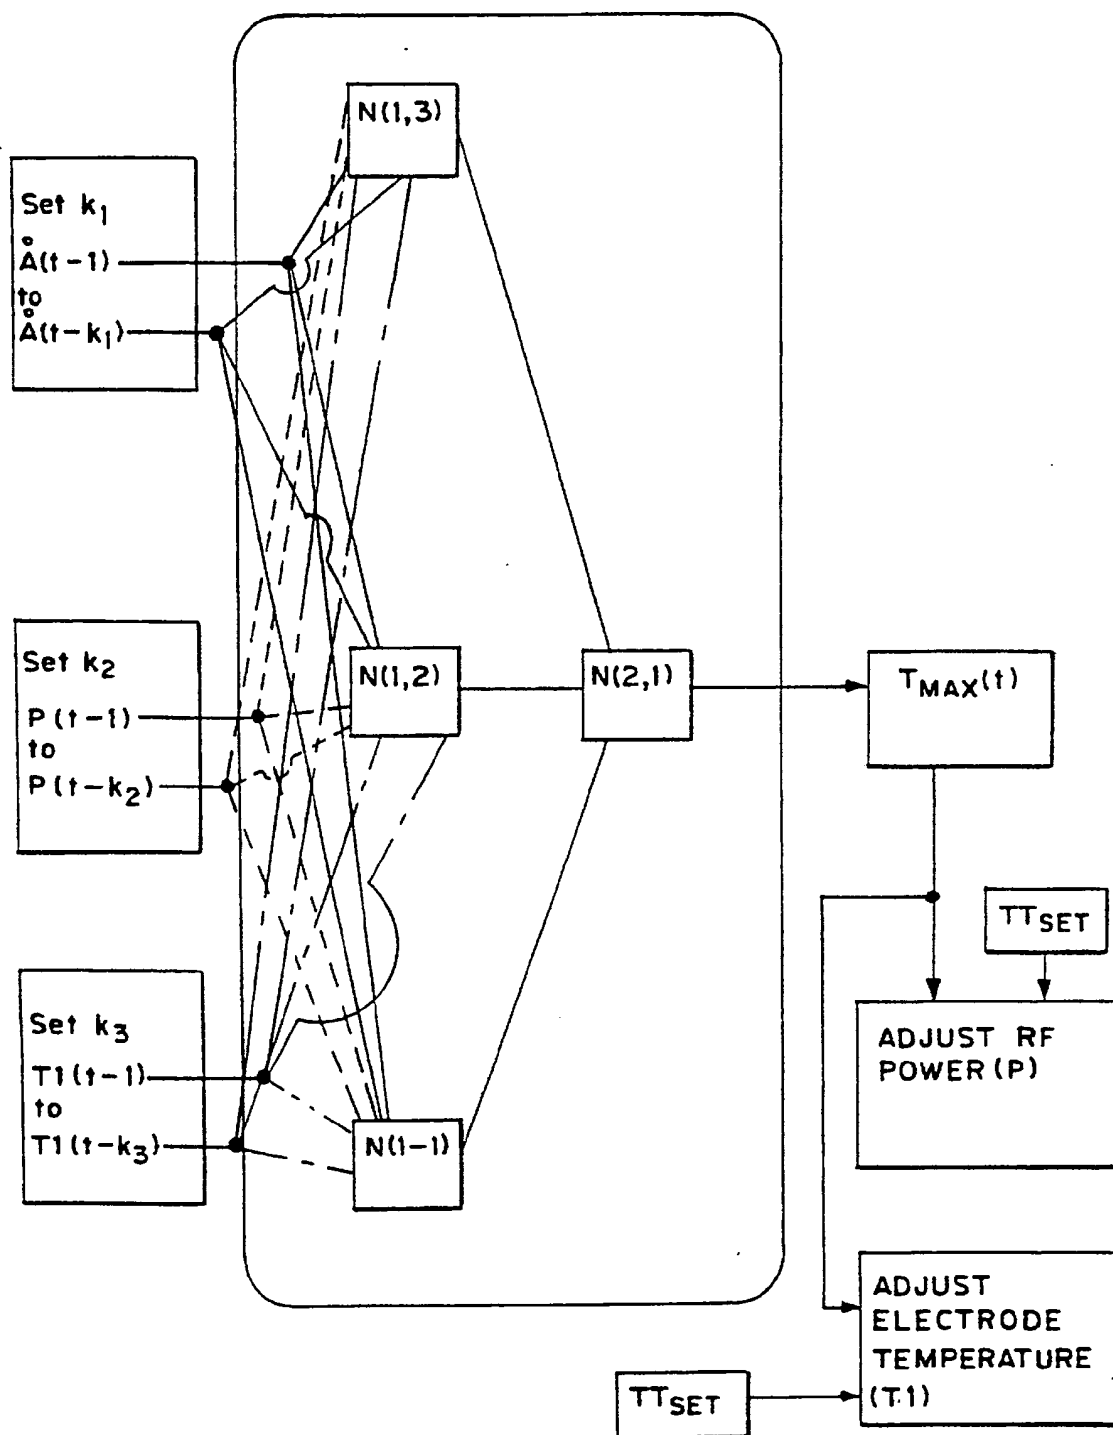 N(1,3)
Set k₁
Å(t-1)
to
Å(t-k₁)
Set k₂
P(t-1)
to
P(t-k₂)
N(1,2)
N(2,1)
TMAX(t)
TTSET
Set k₃
T1(t-1)
to
T1(t-k₃)
N(1-1)
ADJUST RF
POWER(P)
ADJUST
ELECTRODE
TEMPERATURE
(T.1)
TTSET